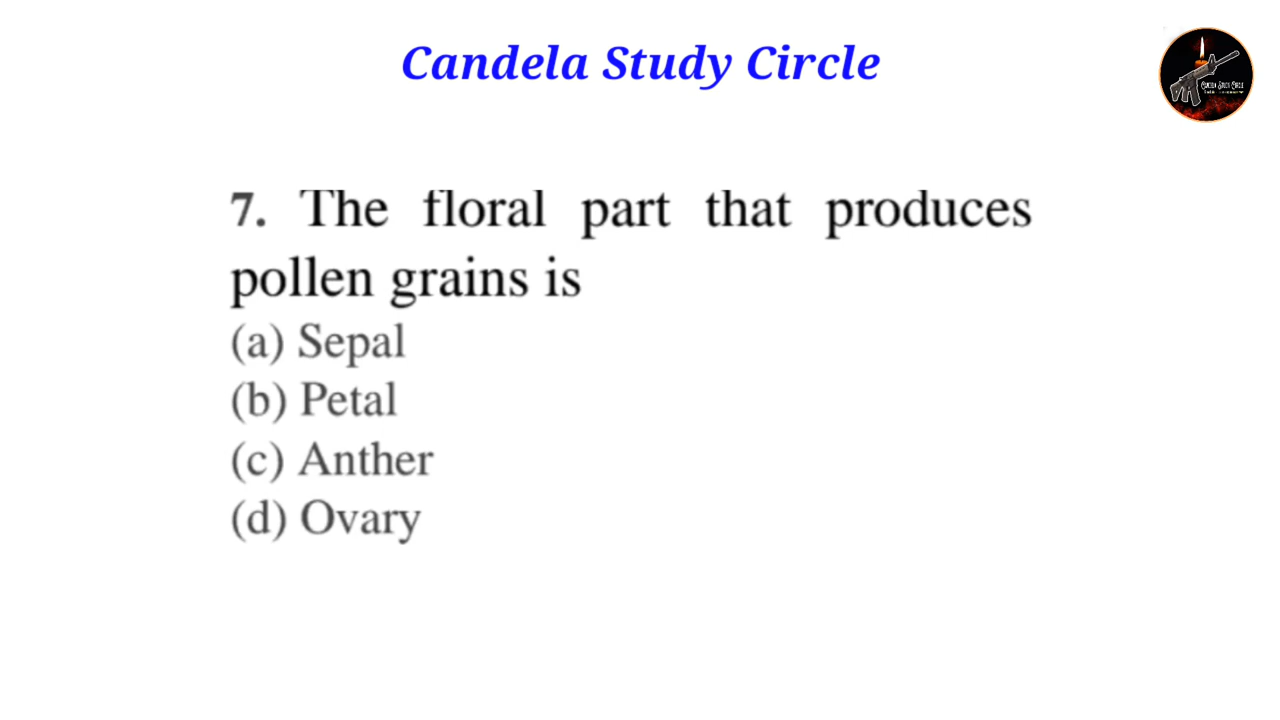 Candela Study Circle
7. The floral part that produces
pollen grains is
(a) Sepal
(b) Petal
(c) Anther
(d) Ovary